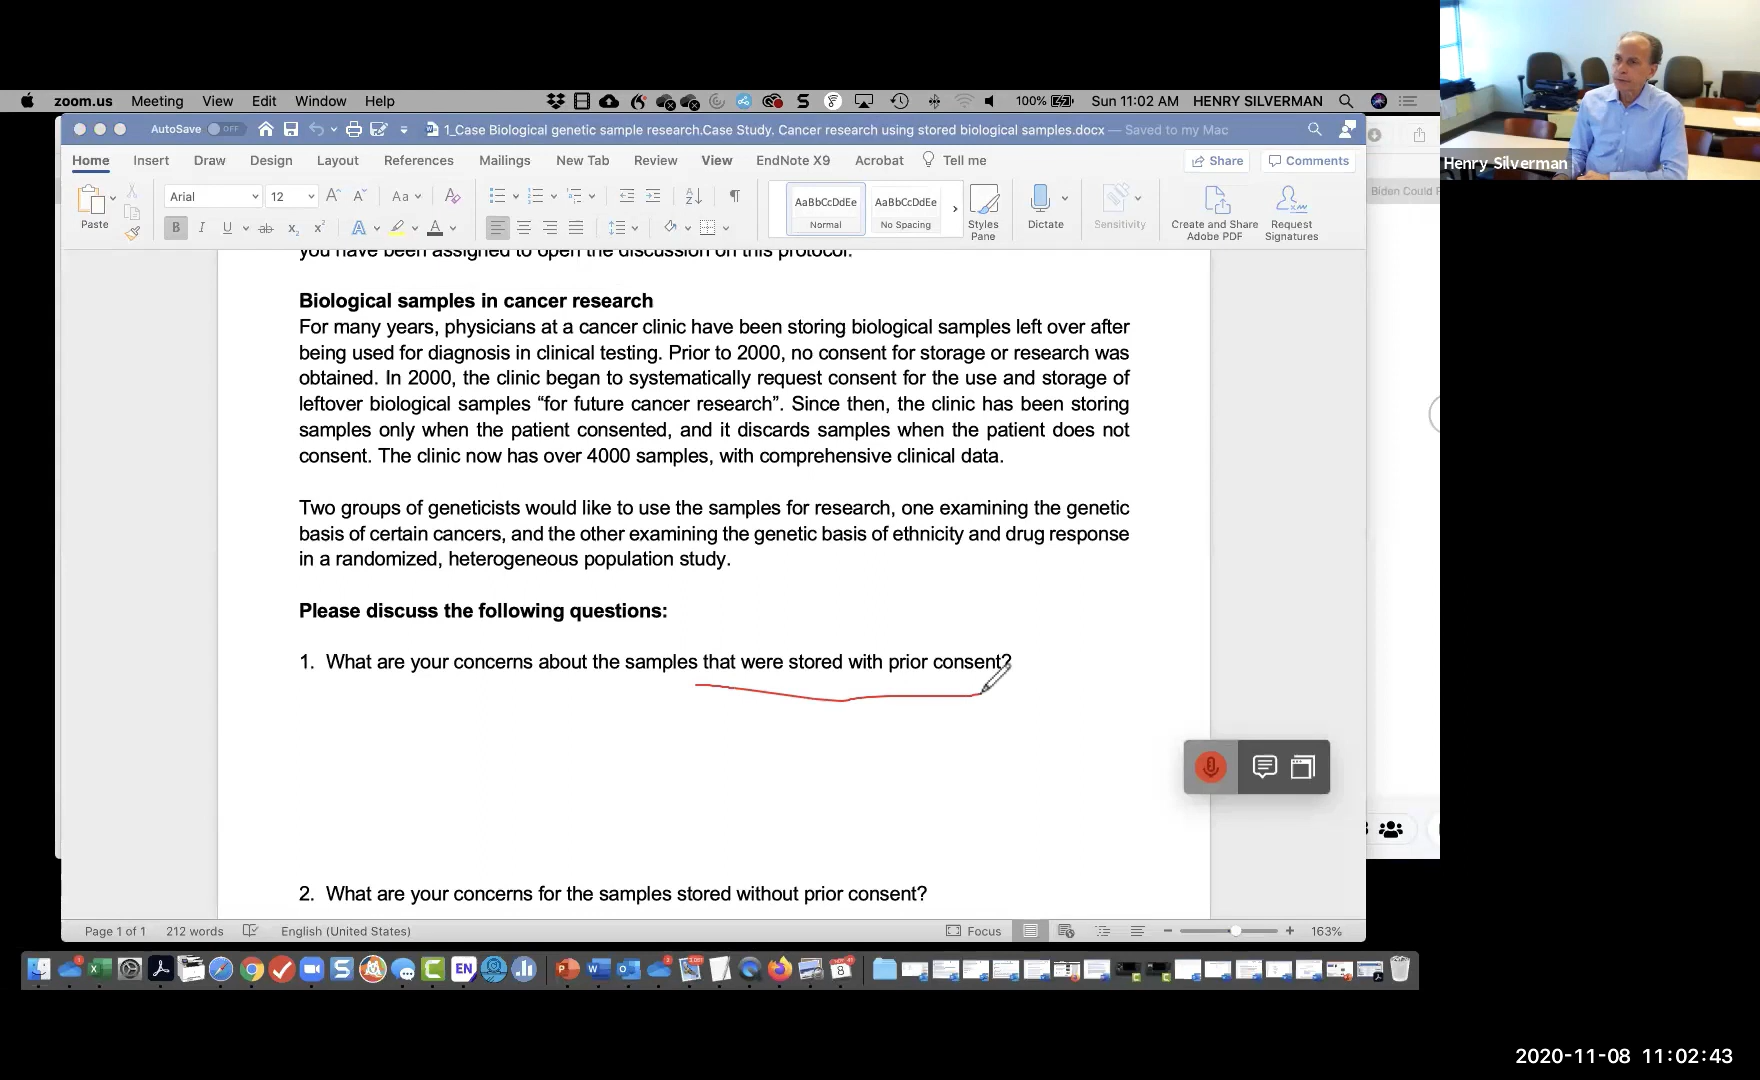 zoom.us Meeting View Edit Window Help 100% Sun 11:02 AM HENRY SILVERMAN
AutoSave OFF 1_Case Biological genetic sample research.Case Study. Cancer research using stored biological samples.docx — Saved to my Mac
Home Insert Draw Design Layout References Mailings New Tab Review View EndNote X9 Acrobat Tell me Share Comments
Henry Silverman
Arial 12 Aa
Paste
AaBbCcDdEe AaBbCcDdEe
Normal No Spacing
Styles Pane
Dictate
Sensitivity
Create and Share Adobe PDF
Request Signatures
you have been assigned to open the discussion on this protocol.
Biological samples in cancer research
For many years, physicians at a cancer clinic have been storing biological samples left over after
being used for diagnosis in clinical testing. Prior to 2000, no consent for storage or research was
obtained. In 2000, the clinic began to systematically request consent for the use and storage of
leftover biological samples “for future cancer research”. Since then, the clinic has been storing
samples only when the patient consented, and it discards samples when the patient does not
consent. The clinic now has over 4000 samples, with comprehensive clinical data.
Two groups of geneticists would like to use the samples for research, one examining the genetic
basis of certain cancers, and the other examining the genetic basis of ethnicity and drug response
in a randomized, heterogeneous population study.
Please discuss the following questions:
1. What are your concerns about the samples that were stored with prior consent?
2. What are your concerns for the samples stored without prior consent?
Page 1 of 1 212 words English (United States) Focus 163%
2020-11-08 11:02:43